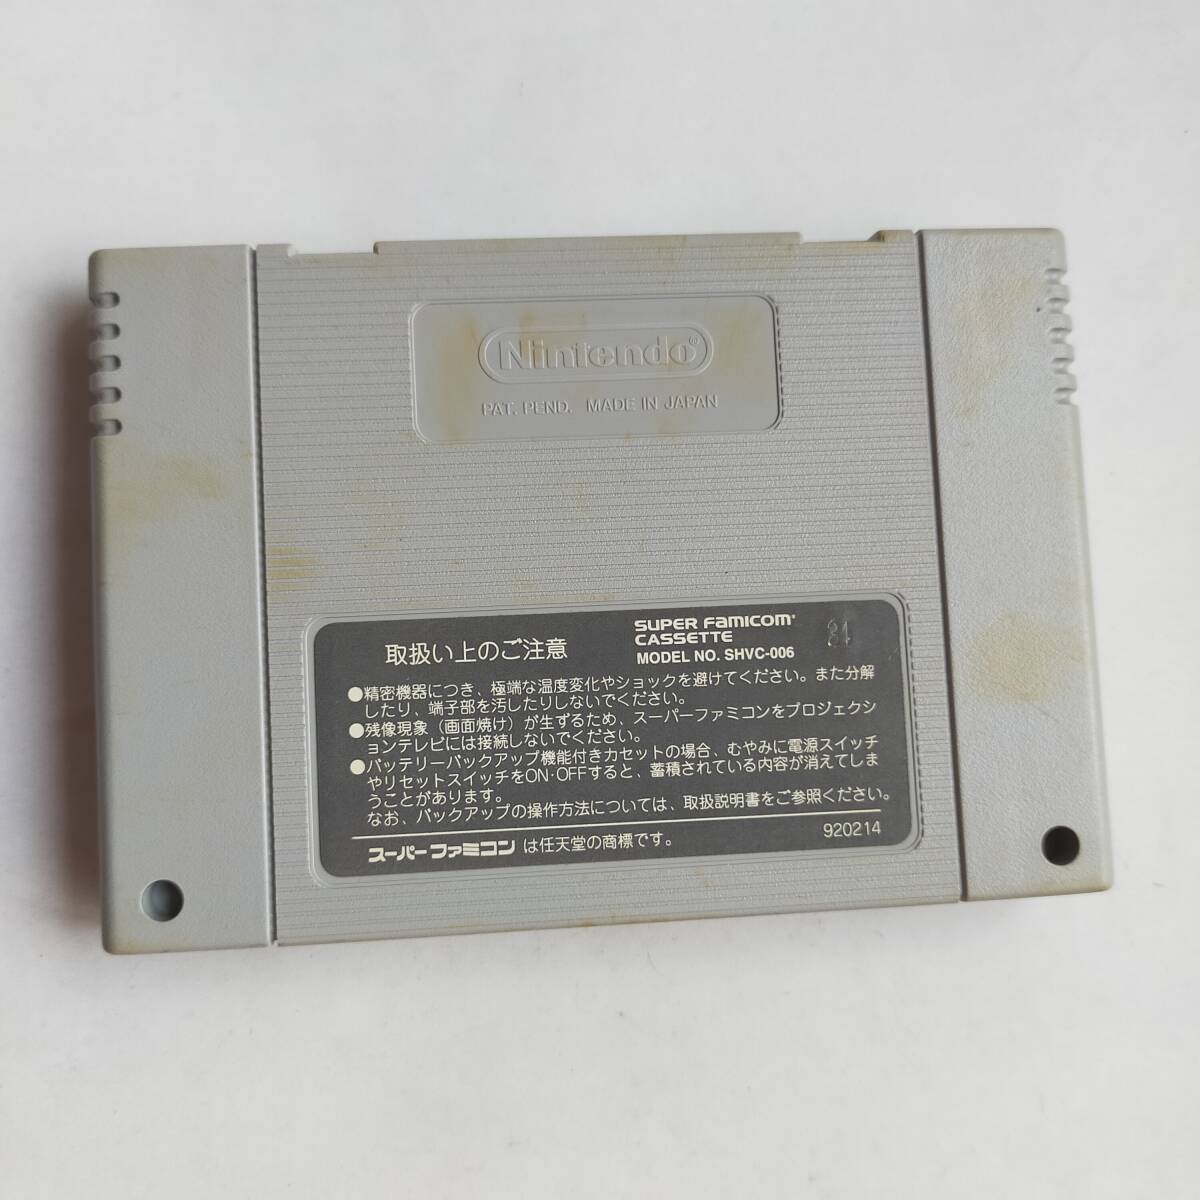 Nintendo®
PAT. PEND. MADE IN JAPAN
取扱い上のご注意
SUPER FAMICOM®
CASSETTE
MODEL NO. SHVC-006
●精密機器につき、極端な温度変化やショックを避けてください。また分解
したり、端子部を汚したりしないでください。
●残像現象（画面焼け）が生ずるため、スーパーファミコンをプロジェクシ
ョンテレビには接続しないでください。
●バッテリーバックアップ機能付きカセットの場合、むやみに電源スイッチ
やリセットスイッチをON・OFFすると、蓄積されている内容が消えてしま
うことがあります。
なお、バックアップの操作方法については、取扱説明書をご参照ください。
スーパーファミコンは任天堂の商標です。
920214